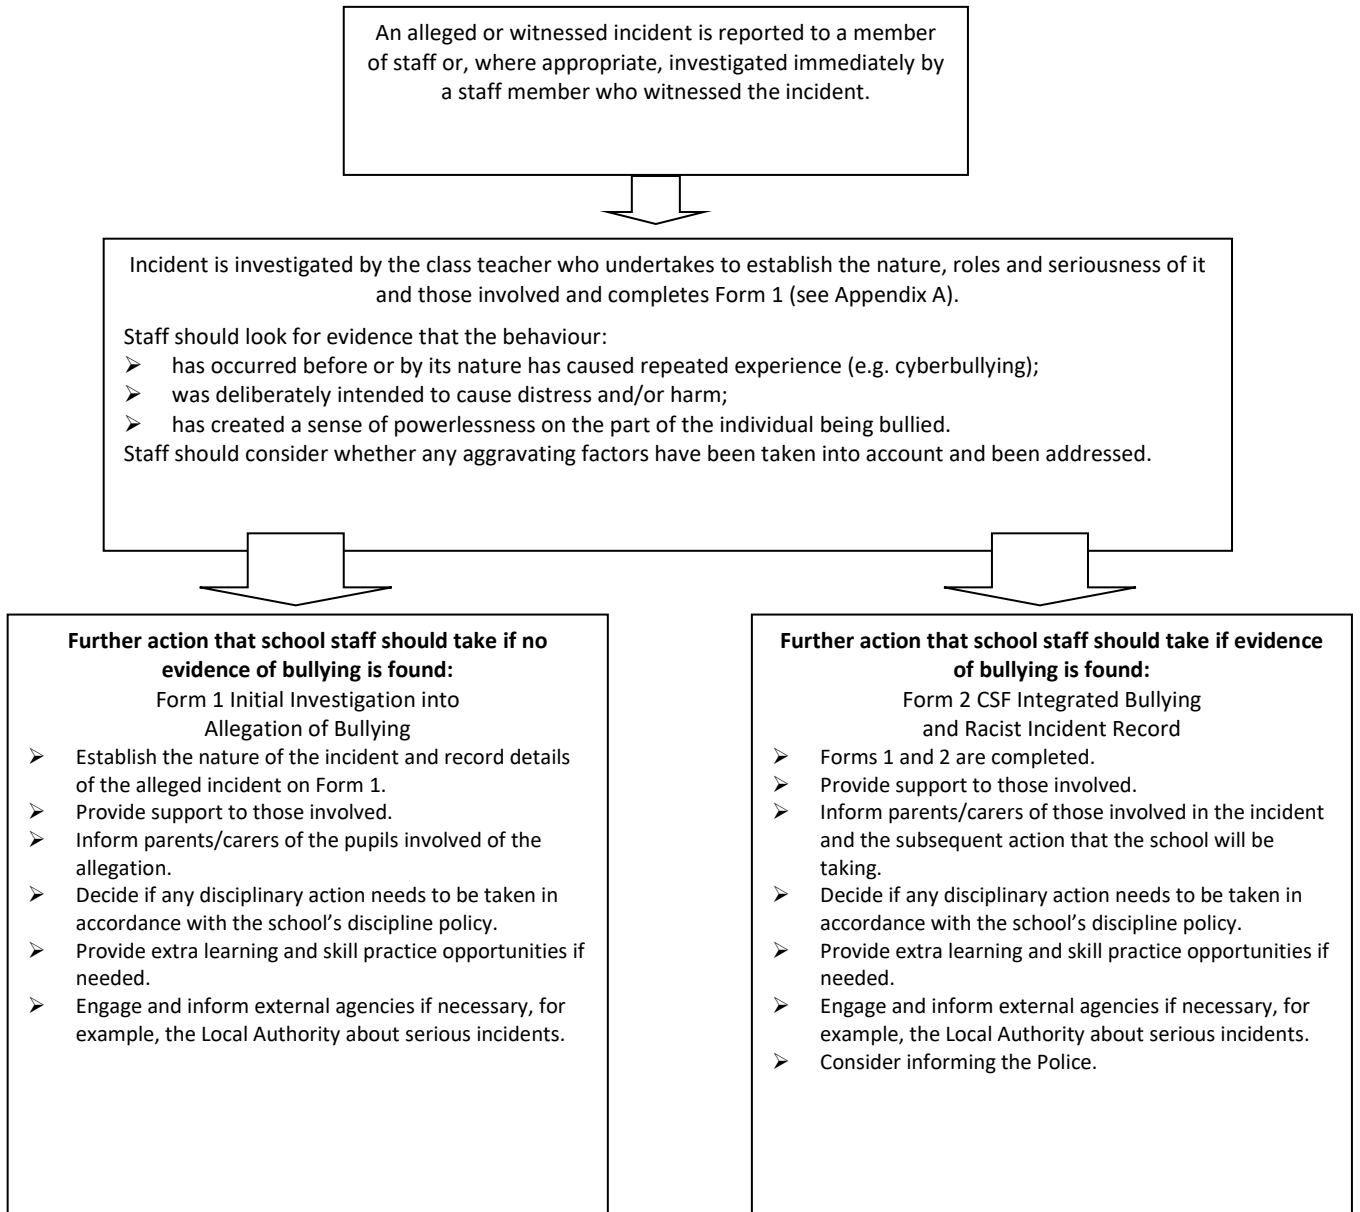 An alleged or witnessed incident is reported to a member
of staff or, where appropriate, investigated immediately by
a staff member who witnessed the incident.
Incident is investigated by the class teacher who undertakes to establish the nature, roles and seriousness of it
and those involved and completes Form 1 (see Appendix A).
Staff should look for evidence that the behaviour:
➢ has occurred before or by its nature has caused repeated experience (e.g. cyberbullying);
➢ was deliberately intended to cause distress and/or harm;
➢ has created a sense of powerlessness on the part of the individual being bullied.
Staff should consider whether any aggravating factors have been taken into account and been addressed.
Further action that school staff should take if no
evidence of bullying is found:
Form 1 Initial Investigation into
Allegation of Bullying
➢ Establish the nature of the incident and record details
of the alleged incident on Form 1.
➢ Provide support to those involved.
➢ Inform parents/carers of the pupils involved of the
allegation.
➢ Decide if any disciplinary action needs to be taken in
accordance with the school’s discipline policy.
➢ Provide extra learning and skill practice opportunities if
needed.
➢ Engage and inform external agencies if necessary, for
example, the Local Authority about serious incidents.
Further action that school staff should take if evidence
of bullying is found:
Form 2 CSF Integrated Bullying
and Racist Incident Record
➢ Forms 1 and 2 are completed.
➢ Provide support to those involved.
➢ Inform parents/carers of those involved in the incident
and the subsequent action that the school will be
taking.
➢ Decide if any disciplinary action needs to be taken in
accordance with the school’s discipline policy.
➢ Provide extra learning and skill practice opportunities if
needed.
➢ Engage and inform external agencies if necessary, for
example, the Local Authority about serious incidents.
➢ Consider informing the Police.